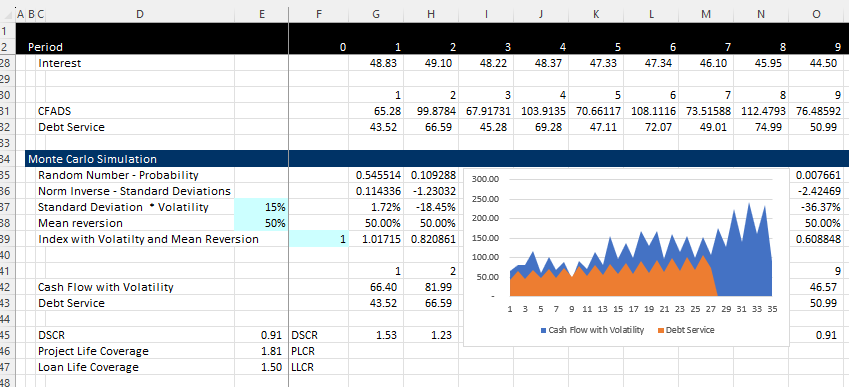 A B C D E F G H I J K L M N O
1
2 Period 0 1 2 3 4 5 6 7 8 9
28 Interest 48.83 49.10 48.22 48.37 47.33 47.34 46.10 45.95 44.50
29
30 1 2 3 4 5 6 7 8 9
31 CFADS 65.28 99.8784 67.91731 103.9135 70.66117 108.1116 73.51588 112.4793 76.48592
32 Debt Service 43.52 66.59 45.28 69.28 47.11 72.07 49.01 74.99 50.99
33
34 Monte Carlo Simulation
35 Random Number - Probability 0.545514 0.109288 0.007661
36 Norm Inverse - Standard Deviations 0.114336 -1.23032 -2.42469
37 Standard Deviation * Volatility 15% 1.72% -18.45% -36.37%
38 Mean reversion 50% 50.00% 50.00% 50.00%
39 Index with Volatilty and Mean Reversion 1 1.01715 0.820861 0.608848
40
41 1 2 9
42 Cash Flow with Volatility 66.40 81.99 46.57
43 Debt Service 43.52 66.59 50.99
44
45 DSCR 0.91 DSCR 1.53 1.23 0.91
46 Project Life Coverage 1.81 PLCR
47 Loan Life Coverage 1.50 LLCR
48
300.00
250.00
200.00
150.00
100.00
50.00
-
1 3 5 7 9 11 13 15 17 19 21 23 25 27 29 31 33 35
Cash Flow with Volatility Debt Service